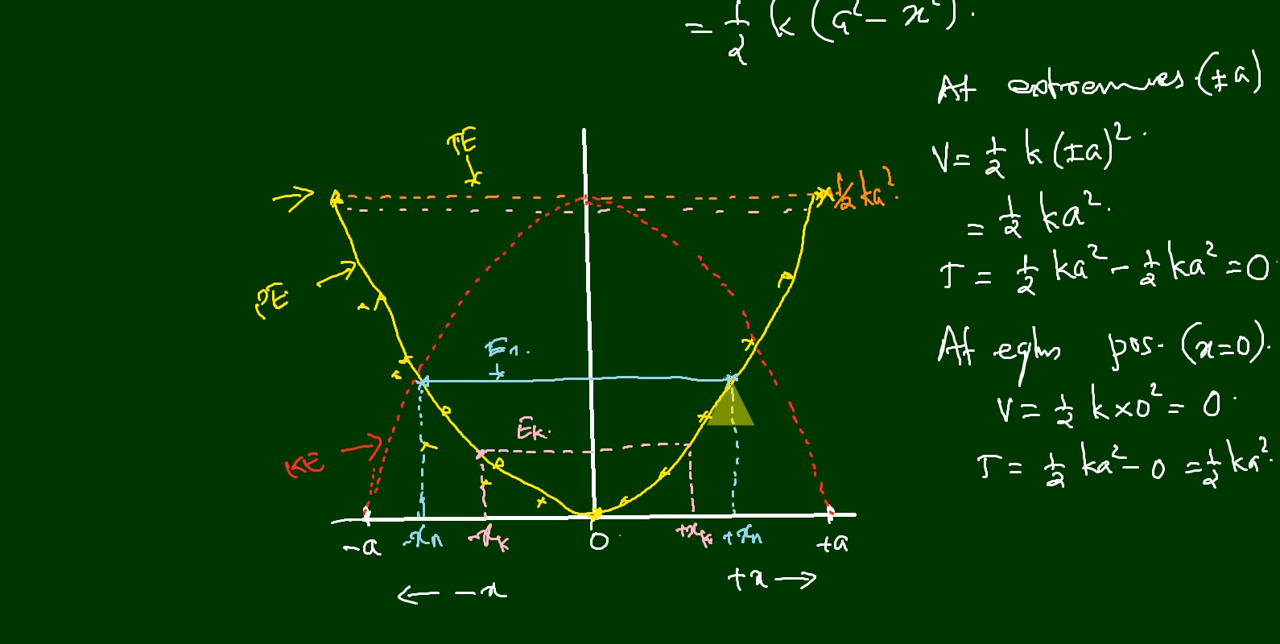 = 1/2 k (a² − x²).
At extremes (±a)
V = 1/2 k (±a)²
= 1/2 ka².
T = 1/2 ka² − 1/2 ka² = 0
At eqbm pos. (x=0).
V = 1/2 k×0² = 0.
T = 1/2 ka² − 0 = 1/2 ka².
TE
1/2 ka².
PE
En.
Ek.
KE
−a −xn −xk 0 +xk +xn +a
← −x +x →